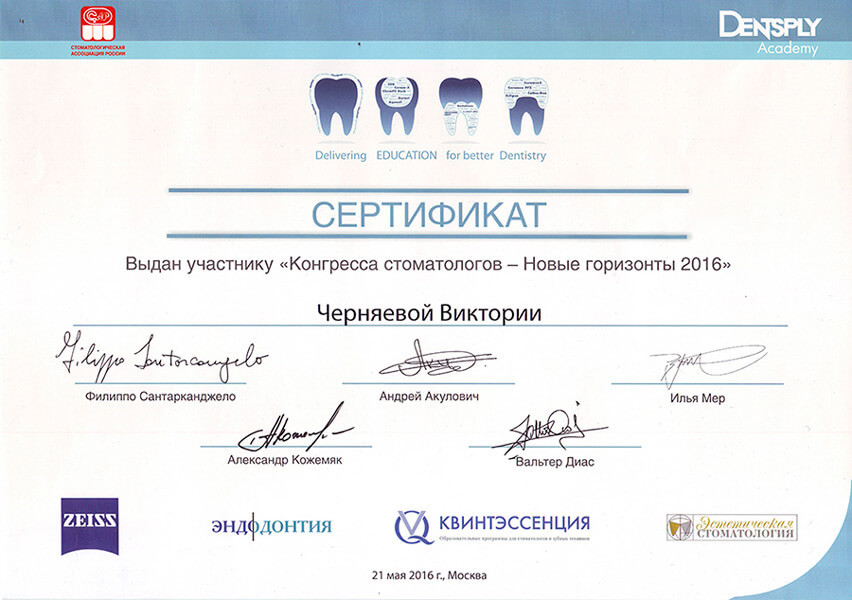 СТОМАТОЛОГИЧЕСКАЯ
АССОЦИАЦИЯ РОССИИ
DENTSPLY
Academy
Delivering EDUCATION for better Dentistry
СЕРТИФИКАТ
Выдан участнику «Конгресса стоматологов – Новые горизонты 2016»
Черняевой Виктории
Filippo Santarcangelo
Филиппо Сантарканджело
Андрей Акулович
Илья Мер
Александр Кожемяк
Вальтер Диас
ZEISS
ЭНДОДОНТИЯ
КВИНТЭССЕНЦИЯ
Образовательные программы для стоматологов и зубных техников
Эстетическая
СТОМАТОЛОГИЯ
21 мая 2016 г., Москва